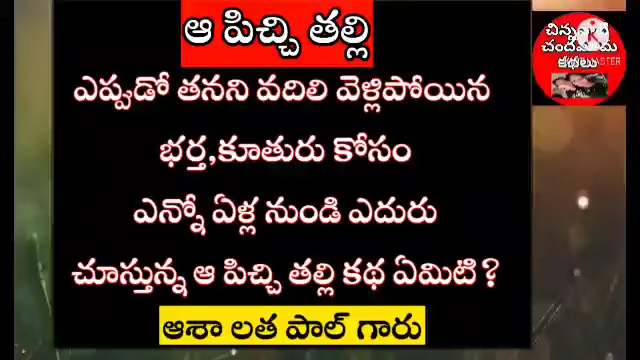 ఆ పిచ్చి తల్లి
ఎప్పుడో తనని వదిలి వెళ్లిపోయిన
భర్త,కూతురు కోసం
ఎన్నో ఏళ్ల నుండి ఎదురు
చూస్తున్న ఆ పిచ్చి తల్లి కథ ఏమిటి?
ఆశా లత పాల్ గారు
కథలు